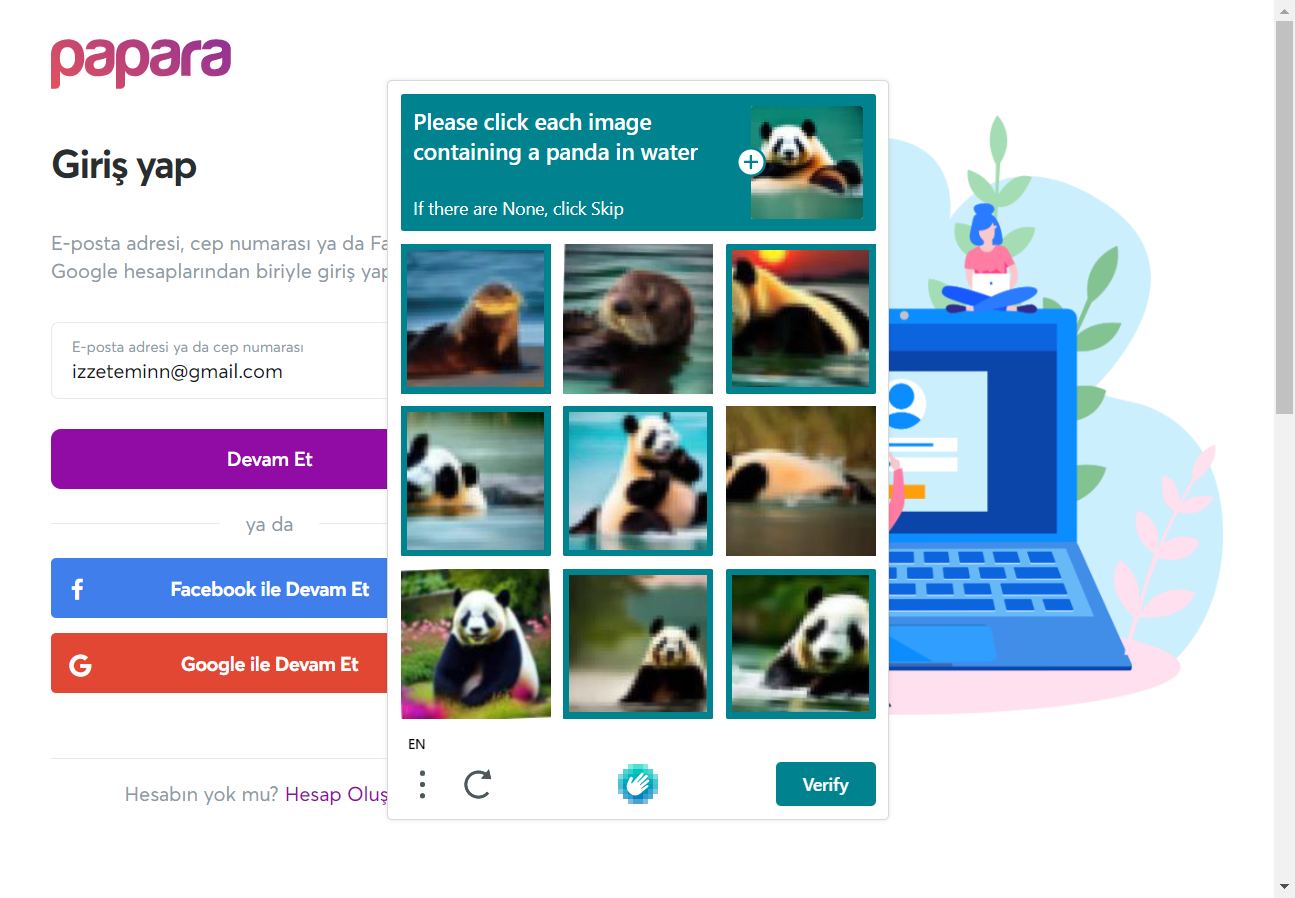 papara
Giriş yap
E-posta adresi, cep numarası ya da Fa
Google hesaplarından biriyle giriş yap
E-posta adresi ya da cep numarası
izzeteminn@gmail.com
Devam Et
ya da
Facebook ile Devam Et
Google ile Devam Et
Hesabın yok mu? Hesap Oluş
Please click each image
containing a panda in water
If there are None, click Skip
EN
Verify